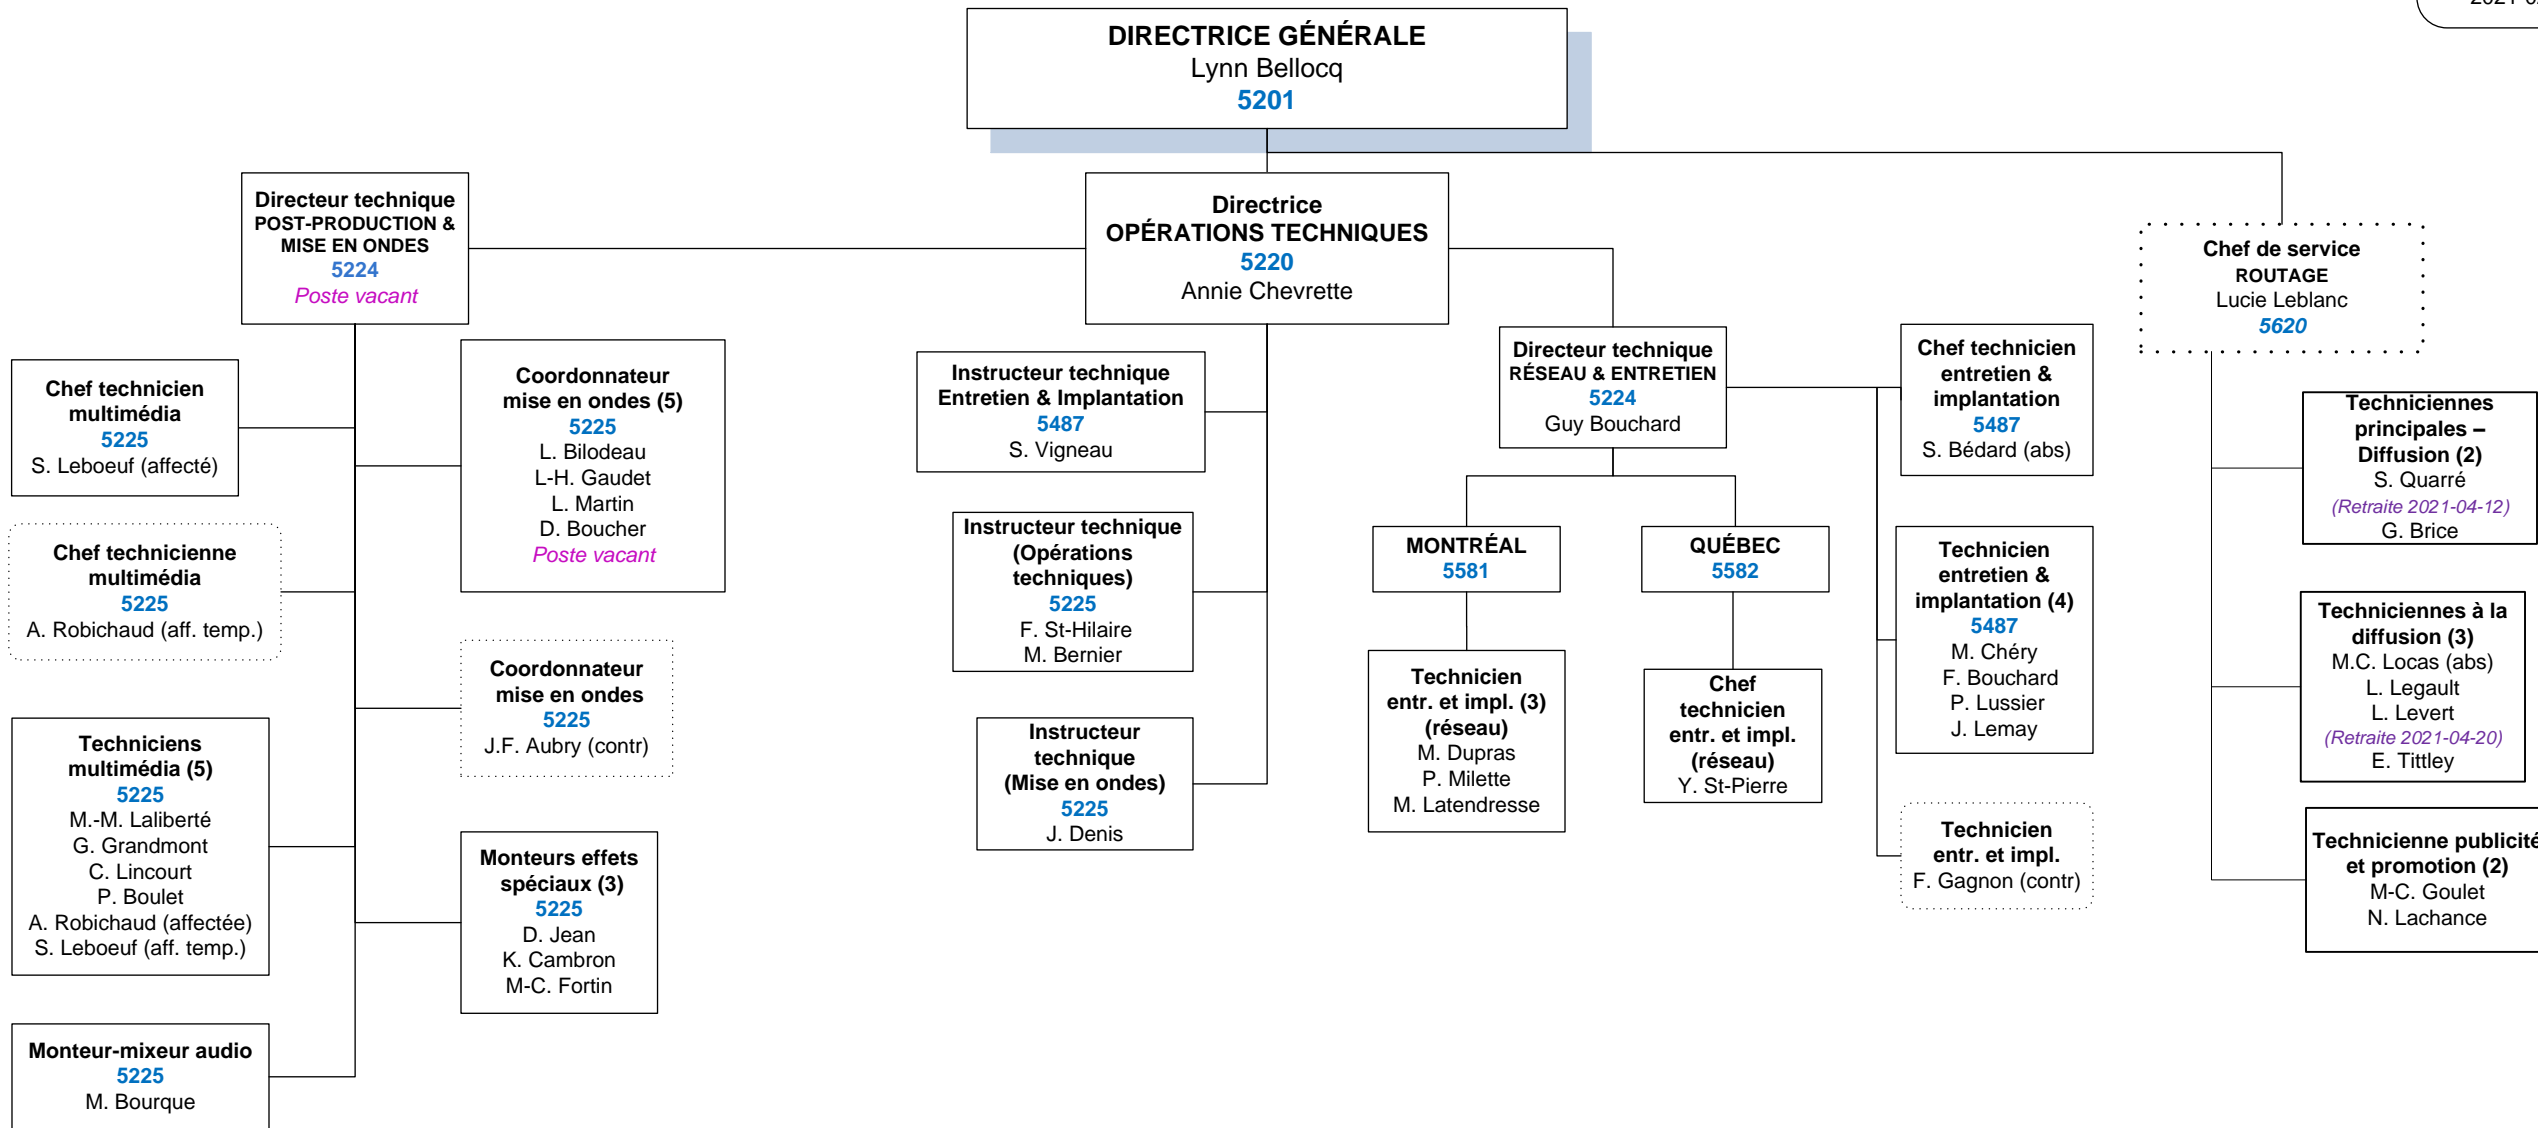 DIRECTRICE GÉNÉRALE
Lynn Bellocq
5201
Directeur technique
POST-PRODUCTION &
MISE EN ONDES
5224
Poste vacant
Directrice
OPÉRATIONS TECHNIQUES
5220
Annie Chevrette
Chef de service
ROUTAGE
Lucie Leblanc
5620
Chef technicien
multimédia
5225
S. Leboeuf (affecté)
Chef technicienne
multimédia
5225
A. Robichaud (aff. temp.)
Techniciens
multimédia (5)
5225
M.-M. Laliberté
G. Grandmont
C. Lincourt
P. Boulet
A. Robichaud (affectée)
S. Leboeuf (aff. temp.)
Monteur-mixeur audio
5225
M. Bourque
Coordonnateur
mise en ondes (5)
5225
L. Bilodeau
L-H. Gaudet
L. Martin
D. Boucher
Poste vacant
Coordonnateur
mise en ondes
5225
J.F. Aubry (contr)
Monteurs effets
spéciaux (3)
5225
D. Jean
K. Cambron
M-C. Fortin
Instructeur technique
Entretien & Implantation
5487
S. Vigneau
Instructeur technique
(Opérations
techniques)
5225
F. St-Hilaire
M. Bernier
Instructeur
technique
(Mise en ondes)
5225
J. Denis
Directeur technique
RÉSEAU & ENTRETIEN
5224
Guy Bouchard
MONTRÉAL
5581
Technicien
entr. et impl. (3)
(réseau)
M. Dupras
P. Milette
M. Latendresse
QUÉBEC
5582
Chef
technicien
entr. et impl.
(réseau)
Y. St-Pierre
Chef technicien
entretien &
implantation
5487
S. Bédard (abs)
Technicien
entretien &
implantation (4)
5487
M. Chéry
F. Bouchard
P. Lussier
J. Lemay
Technicien
entr. et impl.
F. Gagnon (contr)
Techniciennes
principales –
Diffusion (2)
S. Quarré
(Retraite 2021-04-12)
G. Brice
Techniciennes à la
diffusion (3)
M.C. Locas (abs)
L. Legault
L. Levert
(Retraite 2021-04-20)
E. Tittley
Technicienne publicité
et promotion (2)
M-C. Goulet
N. Lachance